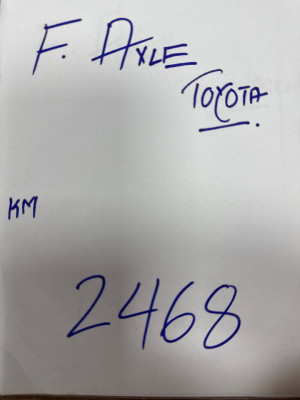 F. AXLE
TOYOTA
KM
2468